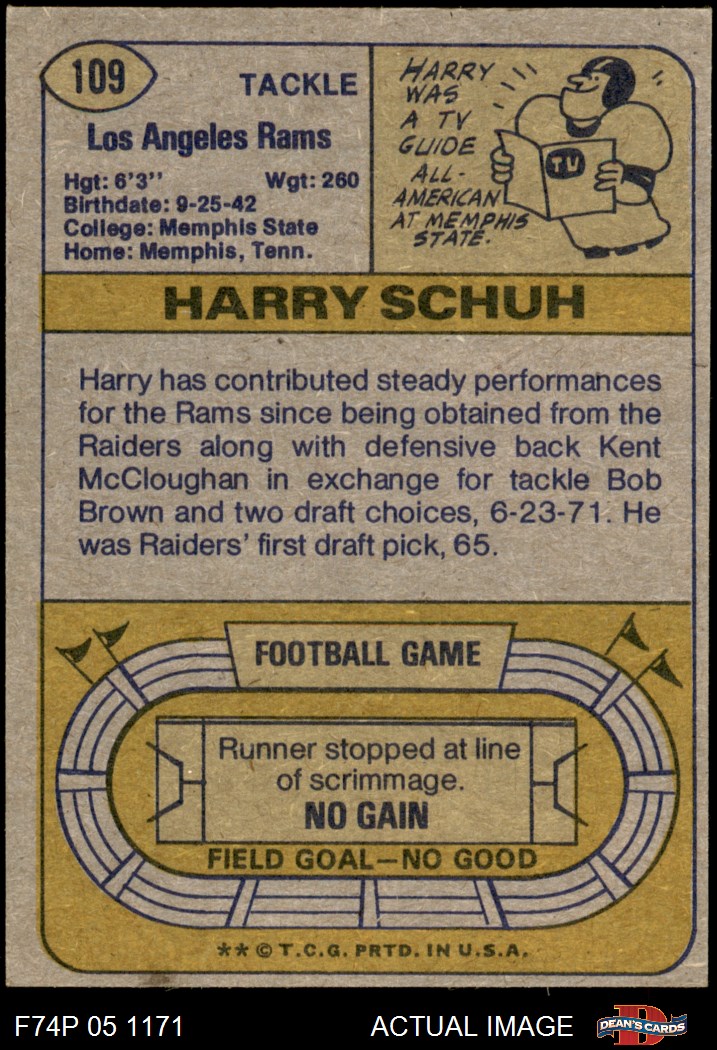 109
TACKLE
Los Angeles Rams
Hgt: 6'3'' Wgt: 260
Birthdate: 9-25-42
College: Memphis State
Home: Memphis, Tenn.
HARRY
WAS
A TV
GUIDE
ALL-
AMERICAN
AT MEMPHIS
STATE.
TV
HARRY SCHUH
Harry has contributed steady performances
for the Rams since being obtained from the
Raiders along with defensive back Kent
McCloughan in exchange for tackle Bob
Brown and two draft choices, 6-23-71. He
was Raiders' first draft pick, 65.
FOOTBALL GAME
Runner stopped at line
of scrimmage.
NO GAIN
FIELD GOAL—NO GOOD
** © T.C.G. PRTD. IN U.S.A.
F74P 05 1171 ACTUAL IMAGE
D
DEAN'S CARDS